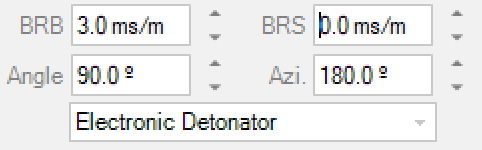 BRB 3.0 ms/m BRS 0.0 ms/m
Angle 90.0 º Azi. 180.0 º
Electronic Detonator